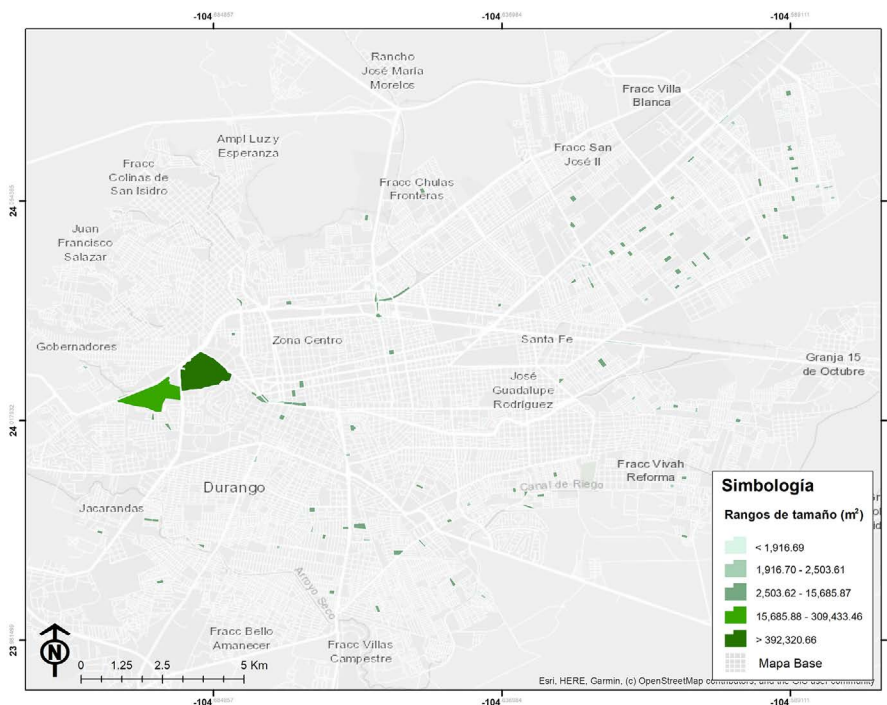 -104
-104
-104
Rancho
José María
Morelos
Fracc Villa
Blanca
Ampl Luz y
Esperanza
Fracc San
José II
Fracc
Colinas de
San Isidro
Fracc Chulas
Fronteras
24
24
Juan
Francisco
Salazar
Gobernadores
Zona Centro
Santa Fe
Granja 15
de Octubre
José
Guadalupe
Rodríguez
24
24
Fracc Vivah
Reforma
Durango
Canal de Riego
Jacarandas
Simbología
Rangos de tamaño (m²)
< 1,916.69
1,916.70 - 2,503.61
2,503.62 - 15,685.87
15,685.88 - 309,433.46
> 392,320.66
Mapa Base
Arroyo Seco
23
23
Fracc Bello
Amanecer
Fracc Villas
Campestre
N
0 1.25 2.5 5 Km
Esri, HERE, Garmin, (c) OpenStreetMap contributors, and the GIS user community
-104
-104
-104